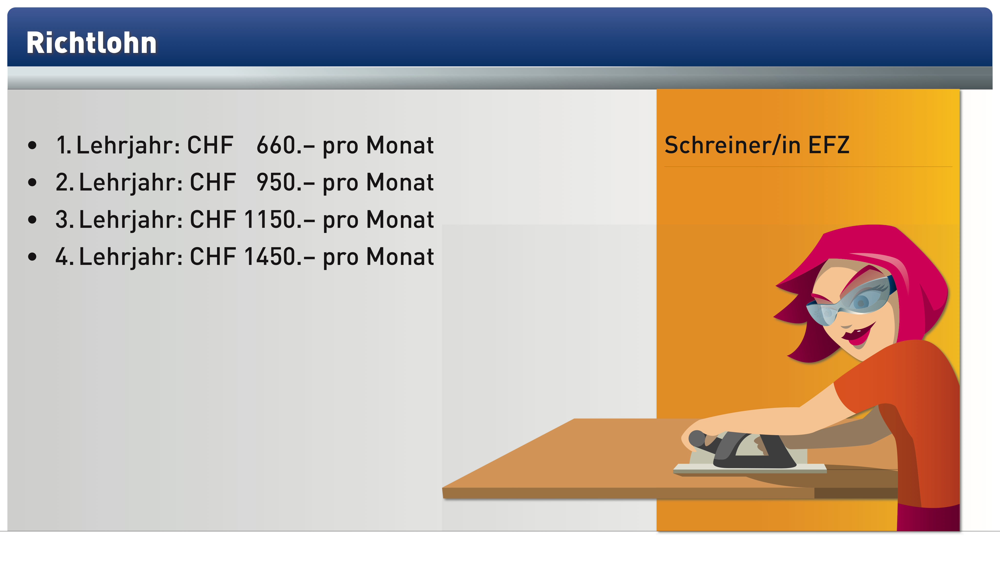 Richtlohn
• 1. Lehrjahr: CHF 660.– pro Monat
• 2. Lehrjahr: CHF 950.– pro Monat
• 3. Lehrjahr: CHF 1150.– pro Monat
• 4. Lehrjahr: CHF 1450.– pro Monat
Schreiner/in EFZ